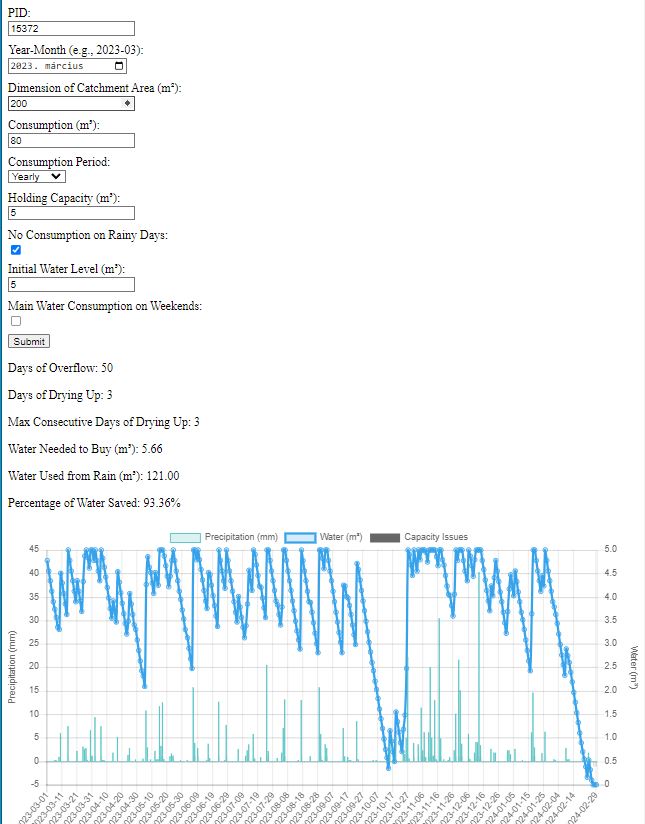 PID:
15372
Year-Month (e.g., 2023-03):
2023. március
Dimension of Catchment Area (m²):
200
Consumption (m³):
80
Consumption Period:
Yearly
Holding Capacity (m³):
5
No Consumption on Rainy Days:
Initial Water Level (m³):
5
Main Water Consumption on Weekends:
Submit
Days of Overflow: 50
Days of Drying Up: 3
Max Consecutive Days of Drying Up: 3
Water Needed to Buy (m³): 5.66
Water Used from Rain (m³): 121.00
Percentage of Water Saved: 93.36%
Precipitation (mm) Water (m³) Capacity Issues
45 5.0
40 4.5
35 4.0
30 3.5
25 3.0
20 2.5
15 2.0
10 1.5
5 1.0
0 0.5
-5 0
Precipitation (mm)
Water (m³)
2023-03-01
2023-03-11
2023-03-21
2023-03-31
2023-04-10
2023-04-20
2023-04-30
2023-05-10
2023-05-20
2023-05-30
2023-06-09
2023-06-19
2023-06-29
2023-07-09
2023-07-19
2023-07-29
2023-08-08
2023-08-18
2023-08-28
2023-09-07
2023-09-17
2023-09-27
2023-10-07
2023-10-17
2023-10-27
2023-11-06
2023-11-16
2023-11-26
2023-12-06
2023-12-16
2023-12-26
2024-01-05
2024-01-15
2024-01-25
2024-02-04
2024-02-14
2024-02-29